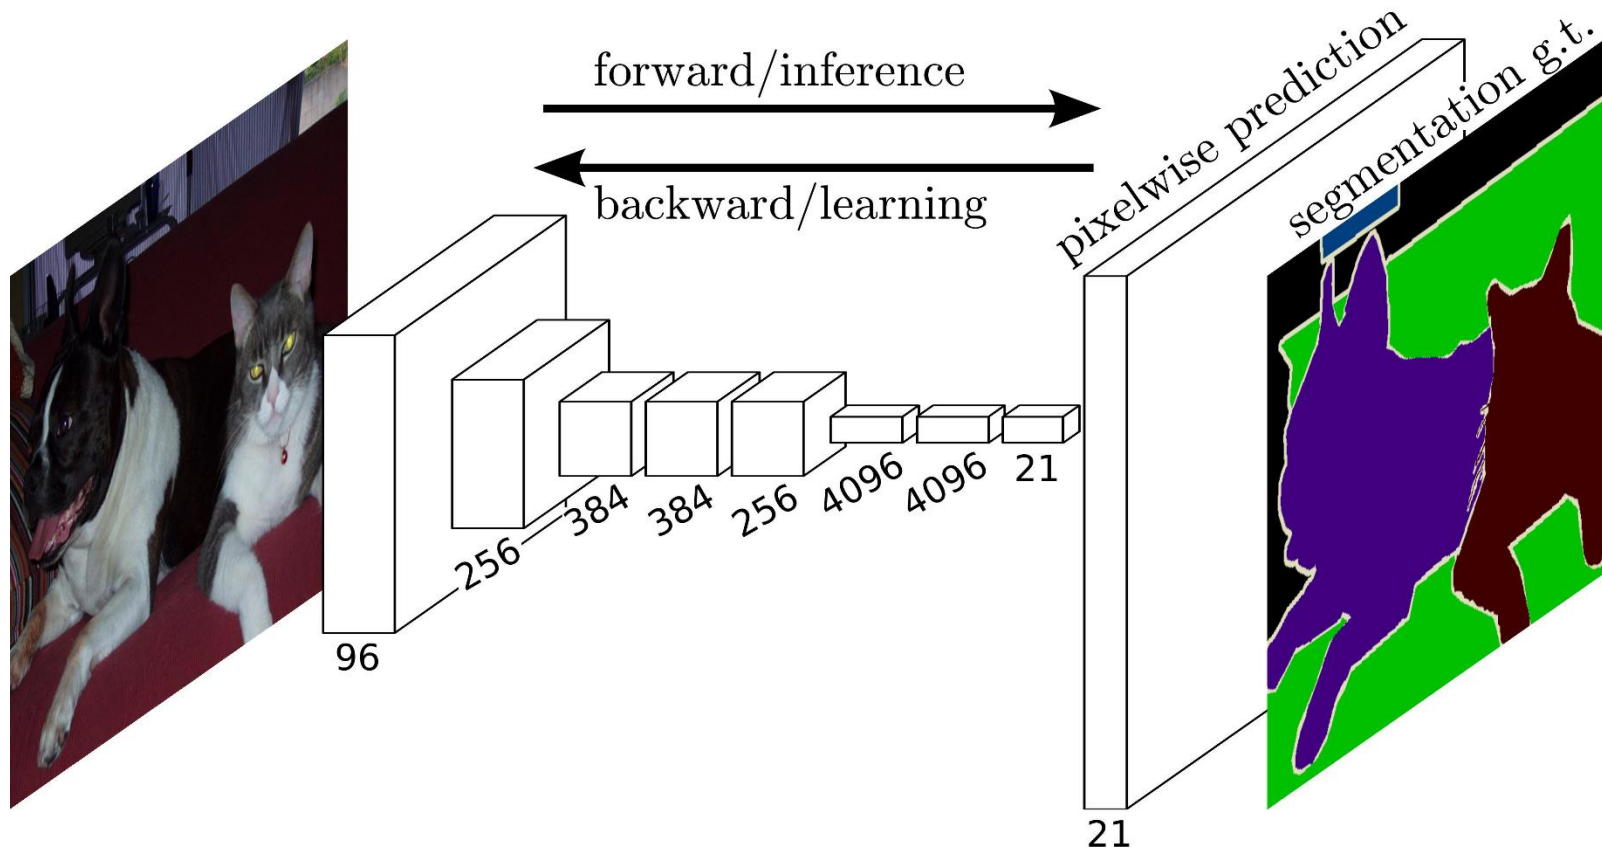 forward/inference
backward/learning
pixelwise prediction
segmentation g.t.
96
256
384
384
256
4096
4096
21
21